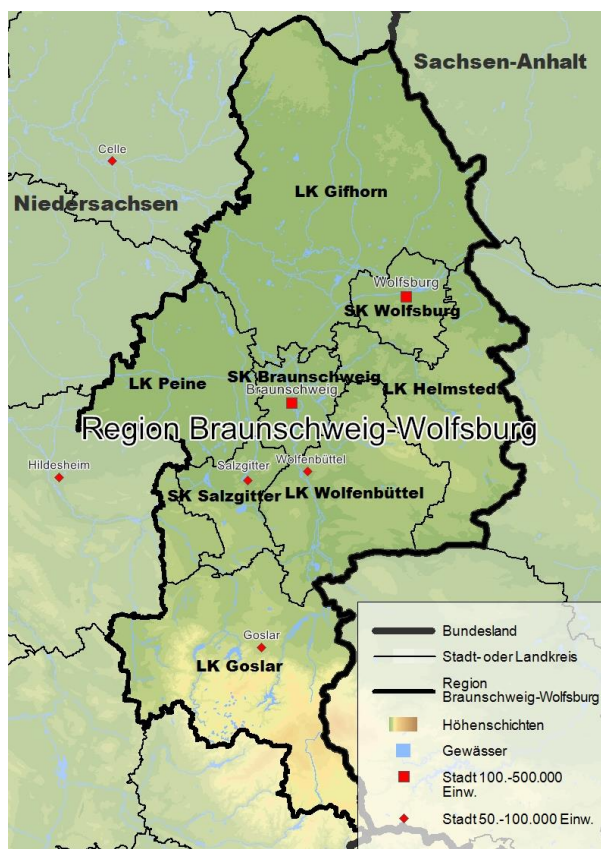 Sachsen-Anhalt
Celle
LK Gifhorn
Niedersachsen
Wolfsburg
SK Wolfsburg
LK Peine
SK Braunschweig
Braunschweig
LK Helmstedt
Region Braunschweig-Wolfsburg
Hildesheim
Salzgitter
Wolfenbüttel
SK Salzgitter
LK Wolfenbüttel
Goslar
LK Goslar
Bundesland
Stadt- oder Landkreis
Region
Braunschweig-Wolfsburg
Höhenschichten
Gewässer
Stadt 100.-500.000
Einw.
Stadt 50.-100.000 Einw.